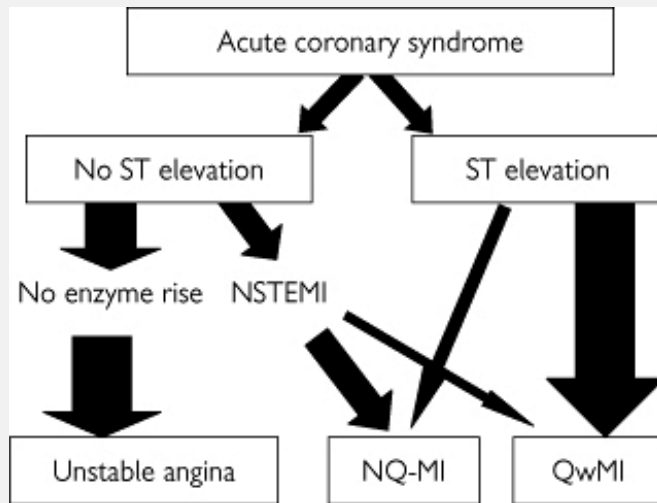 Acute coronary syndrome
No ST elevation
ST elevation
No enzyme rise
NSTEMI
Unstable angina
NQ-MI
QwMI